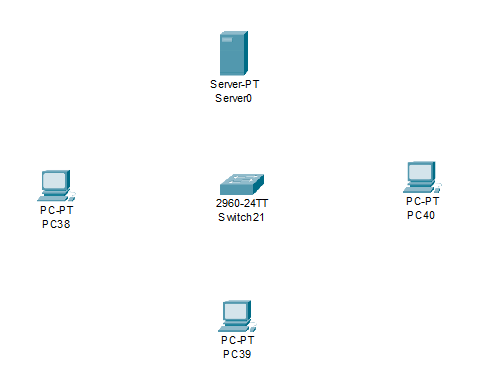 Server-PT
Server0
PC-PT
PC38
2960-24TT
Switch21
PC-PT
PC40
PC-PT
PC39